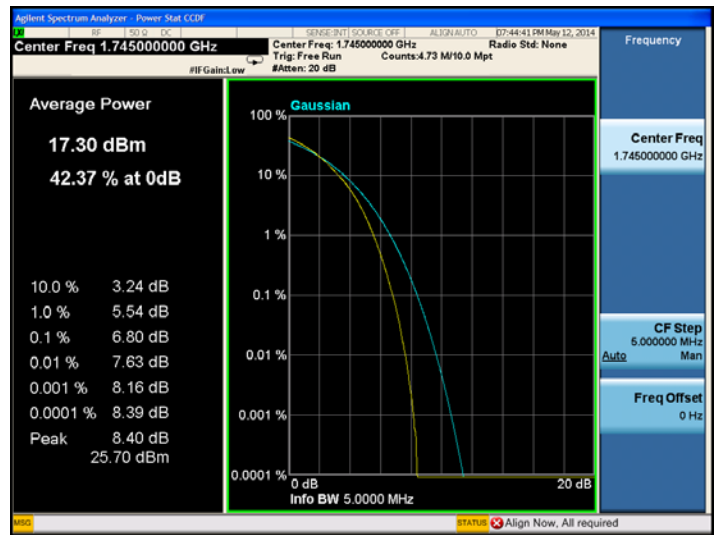 Agilent Spectrum Analyzer - Power Stat CCDF
RF 50 Ω DC SENSE:INT SOURCE OFF ALIGN AUTO 07:44:41 PM May 12, 2014
Center Freq 1.745000000 GHz
Center Freq: 1.745000000 GHz Radio Std: None
Trig: Free Run Counts:4.73 M/10.0 Mpt
#IFGain:Low #Atten: 20 dB
Frequency
Average Power
17.30 dBm
42.37 % at 0dB
10.0 % 3.24 dB
1.0 % 5.54 dB
0.1 % 6.80 dB
0.01 % 7.63 dB
0.001 % 8.16 dB
0.0001 % 8.39 dB
Peak 8.40 dB
25.70 dBm
Gaussian
100 %
10 %
1 %
0.1 %
0.01 %
0.001 %
0.0001 %
0 dB 20 dB
Info BW 5.0000 MHz
Center Freq
1.745000000 GHz
CF Step
5.000000 MHz
Auto Man
Freq Offset
0 Hz
MSG STATUS Align Now, All required